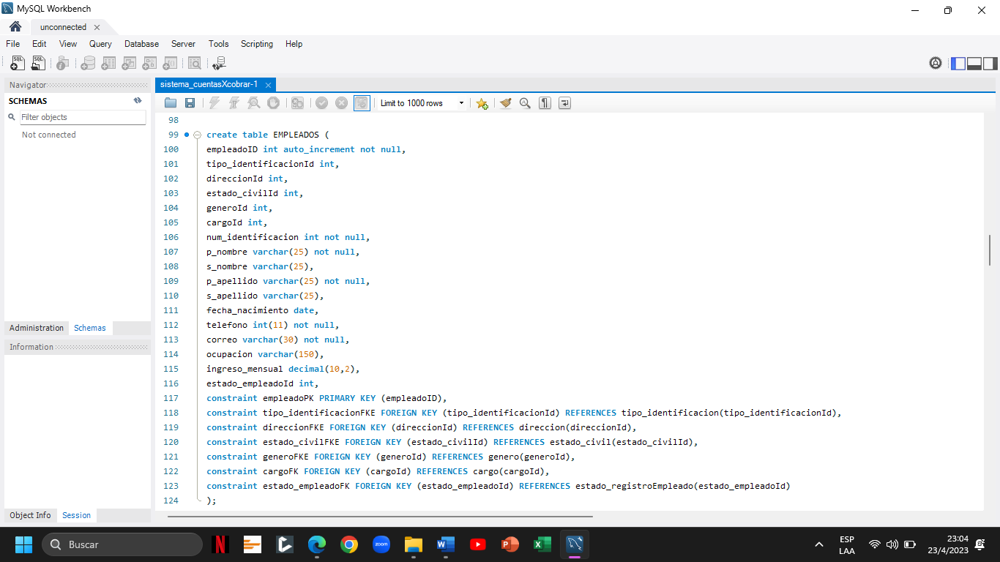 MySQL Workbench
unconnected
File Edit View Query Database Server Tools Scripting Help
Navigator
SCHEMAS
Filter objects
Not connected
Administration Schemas
Information
Object Info Session
sistema_cuentasXcobrar-1
Limit to 1000 rows
98
99 create table EMPLEADOS (
100 empleadoID int auto_increment not null,
101 tipo_identificacionId int,
102 direccionId int,
103 estado_civilId int,
104 generoId int,
105 cargoId int,
106 num_identificacion int not null,
107 p_nombre varchar(25) not null,
108 s_nombre varchar(25),
109 p_apellido varchar(25) not null,
110 s_apellido varchar(25),
111 fecha_nacimiento date,
112 telefono int(11) not null,
113 correo varchar(30) not null,
114 ocupacion varchar(150),
115 ingreso_mensual decimal(10,2),
116 estado_empleadoId int,
117 constraint empleadoPK PRIMARY KEY (empleadoID),
118 constraint tipo_identificacionFKE FOREIGN KEY (tipo_identificacionId) REFERENCES tipo_identificacion(tipo_identificacionId),
119 constraint direccionFKE FOREIGN KEY (direccionId) REFERENCES direccion(direccionId),
120 constraint estado_civilFKE FOREIGN KEY (estado_civilId) REFERENCES estado_civil(estado_civilId),
121 constraint generoFKE FOREIGN KEY (generoId) REFERENCES genero(generoId),
122 constraint cargoFK FOREIGN KEY (cargoId) REFERENCES cargo(cargoId),
123 constraint estado_empleadoFK FOREIGN KEY (estado_empleadoId) REFERENCES estado_registroEmpleado(estado_empleadoId)
124 );
Buscar
zoom
ESP
LAA
23:04
23/4/2023